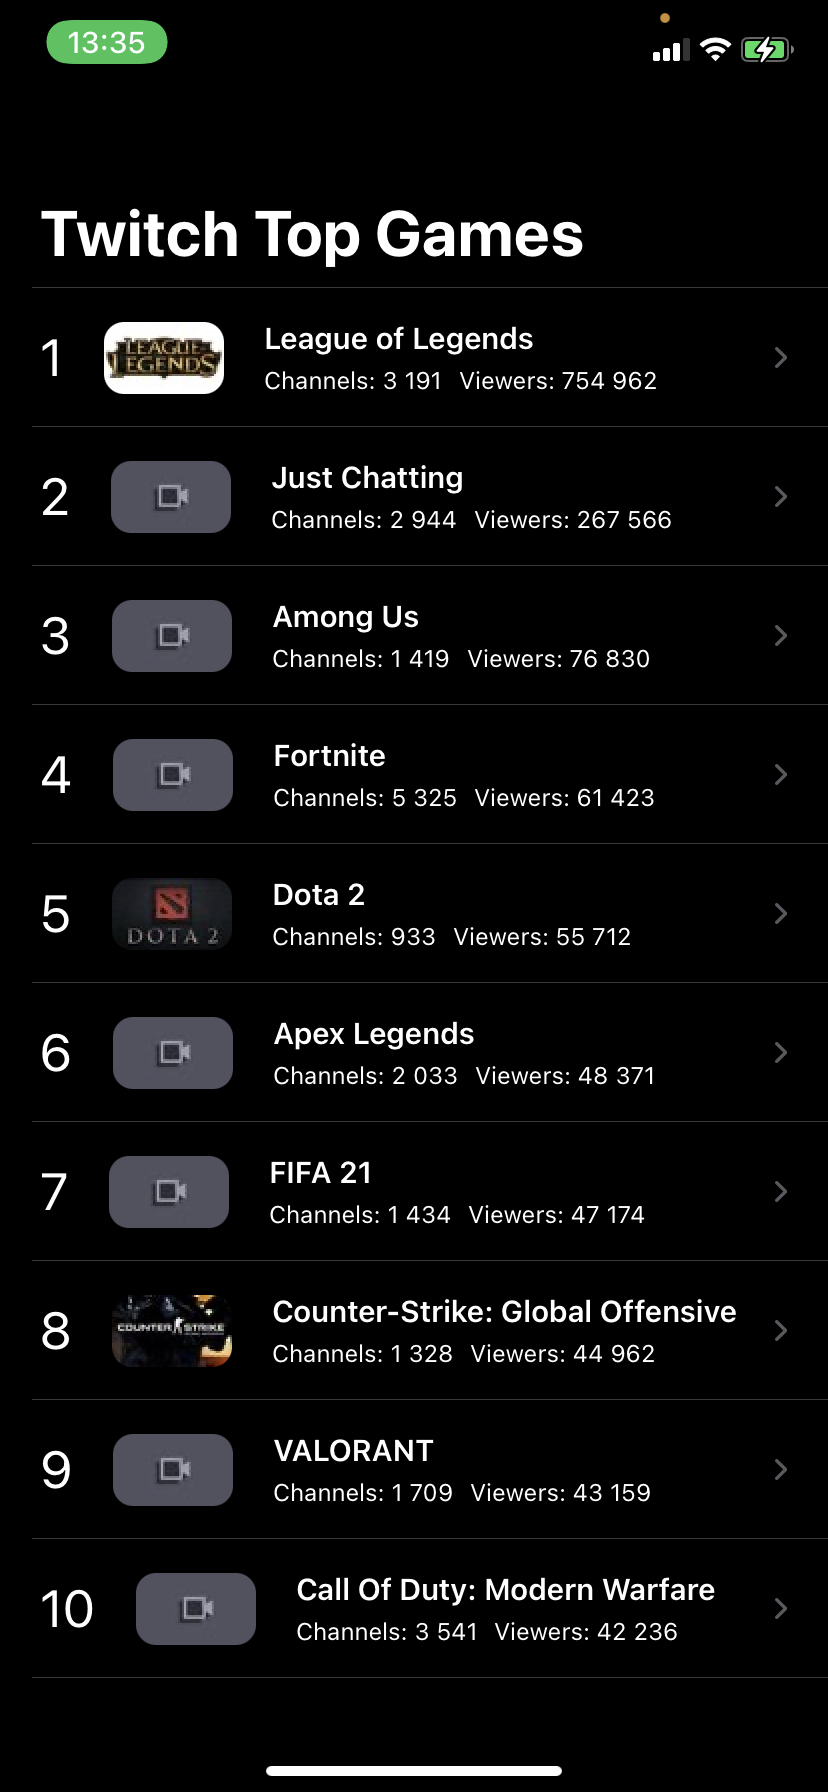 13:35
Twitch Top Games
1
LEAGUE OF
LEGENDS
League of Legends
Channels: 3 191 Viewers: 754 962
2
Just Chatting
Channels: 2 944 Viewers: 267 566
3
Among Us
Channels: 1 419 Viewers: 76 830
4
Fortnite
Channels: 5 325 Viewers: 61 423
5
DOTA 2
Dota 2
Channels: 933 Viewers: 55 712
6
Apex Legends
Channels: 2 033 Viewers: 48 371
7
FIFA 21
Channels: 1 434 Viewers: 47 174
8
COUNTER STRIKE
Counter-Strike: Global Offensive
Channels: 1 328 Viewers: 44 962
9
VALORANT
Channels: 1 709 Viewers: 43 159
10
Call Of Duty: Modern Warfare
Channels: 3 541 Viewers: 42 236